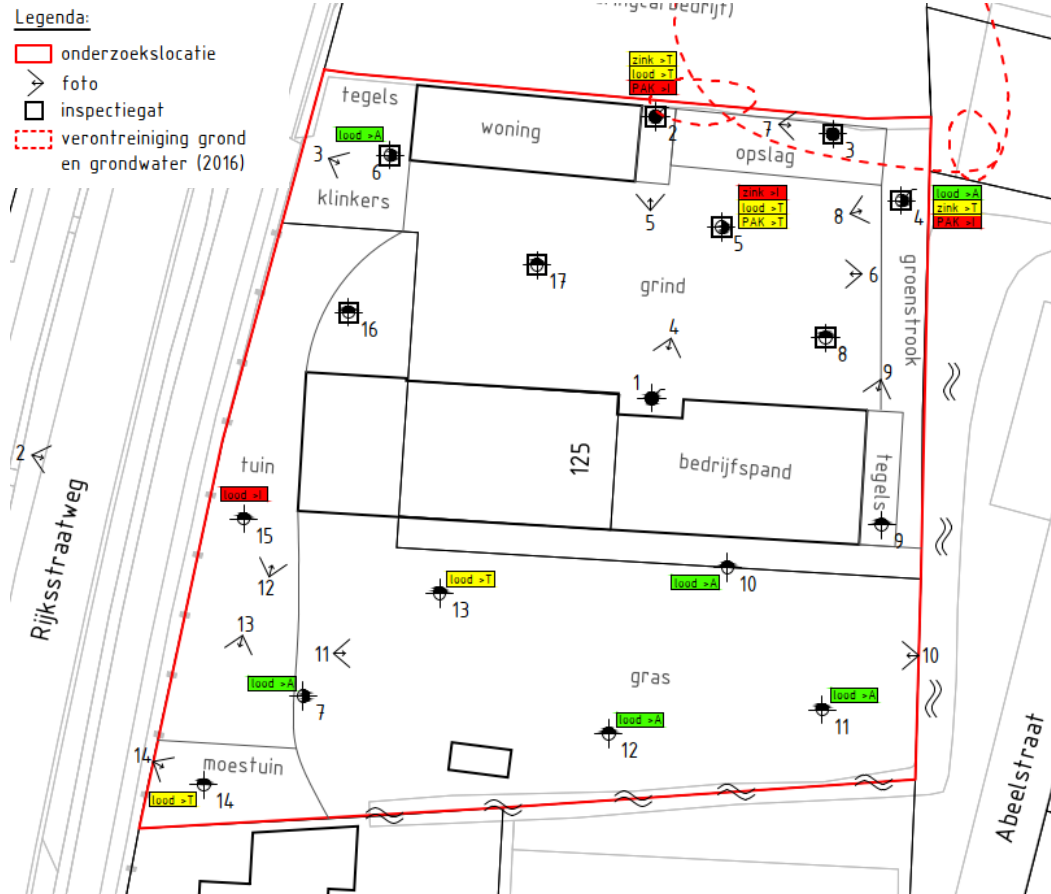 Legenda:
onderzoekslocatie
foto
inspectiegat
verontreiniging grond
en grondwater (2016)
tegels
woning
zink >T
lood >T
PAK >I
2
7
3
opslag
lood >A
3
6
klinkers
5
zink >I
lood >T
PAK >T
5
8
4
lood >A
zink >T
PAK >I
17
grind
6
groenstrook
16
4
8
9
1
2
tuin
125
bedrijfspand
tegels
lood >I
15
9
Rijksstraatweg
12
lood >T
13
lood >A
10
13
11
10
gras
lood >A
7
lood >A
12
lood >A
11
14
moestuin
lood >T
14
Abeelstraat